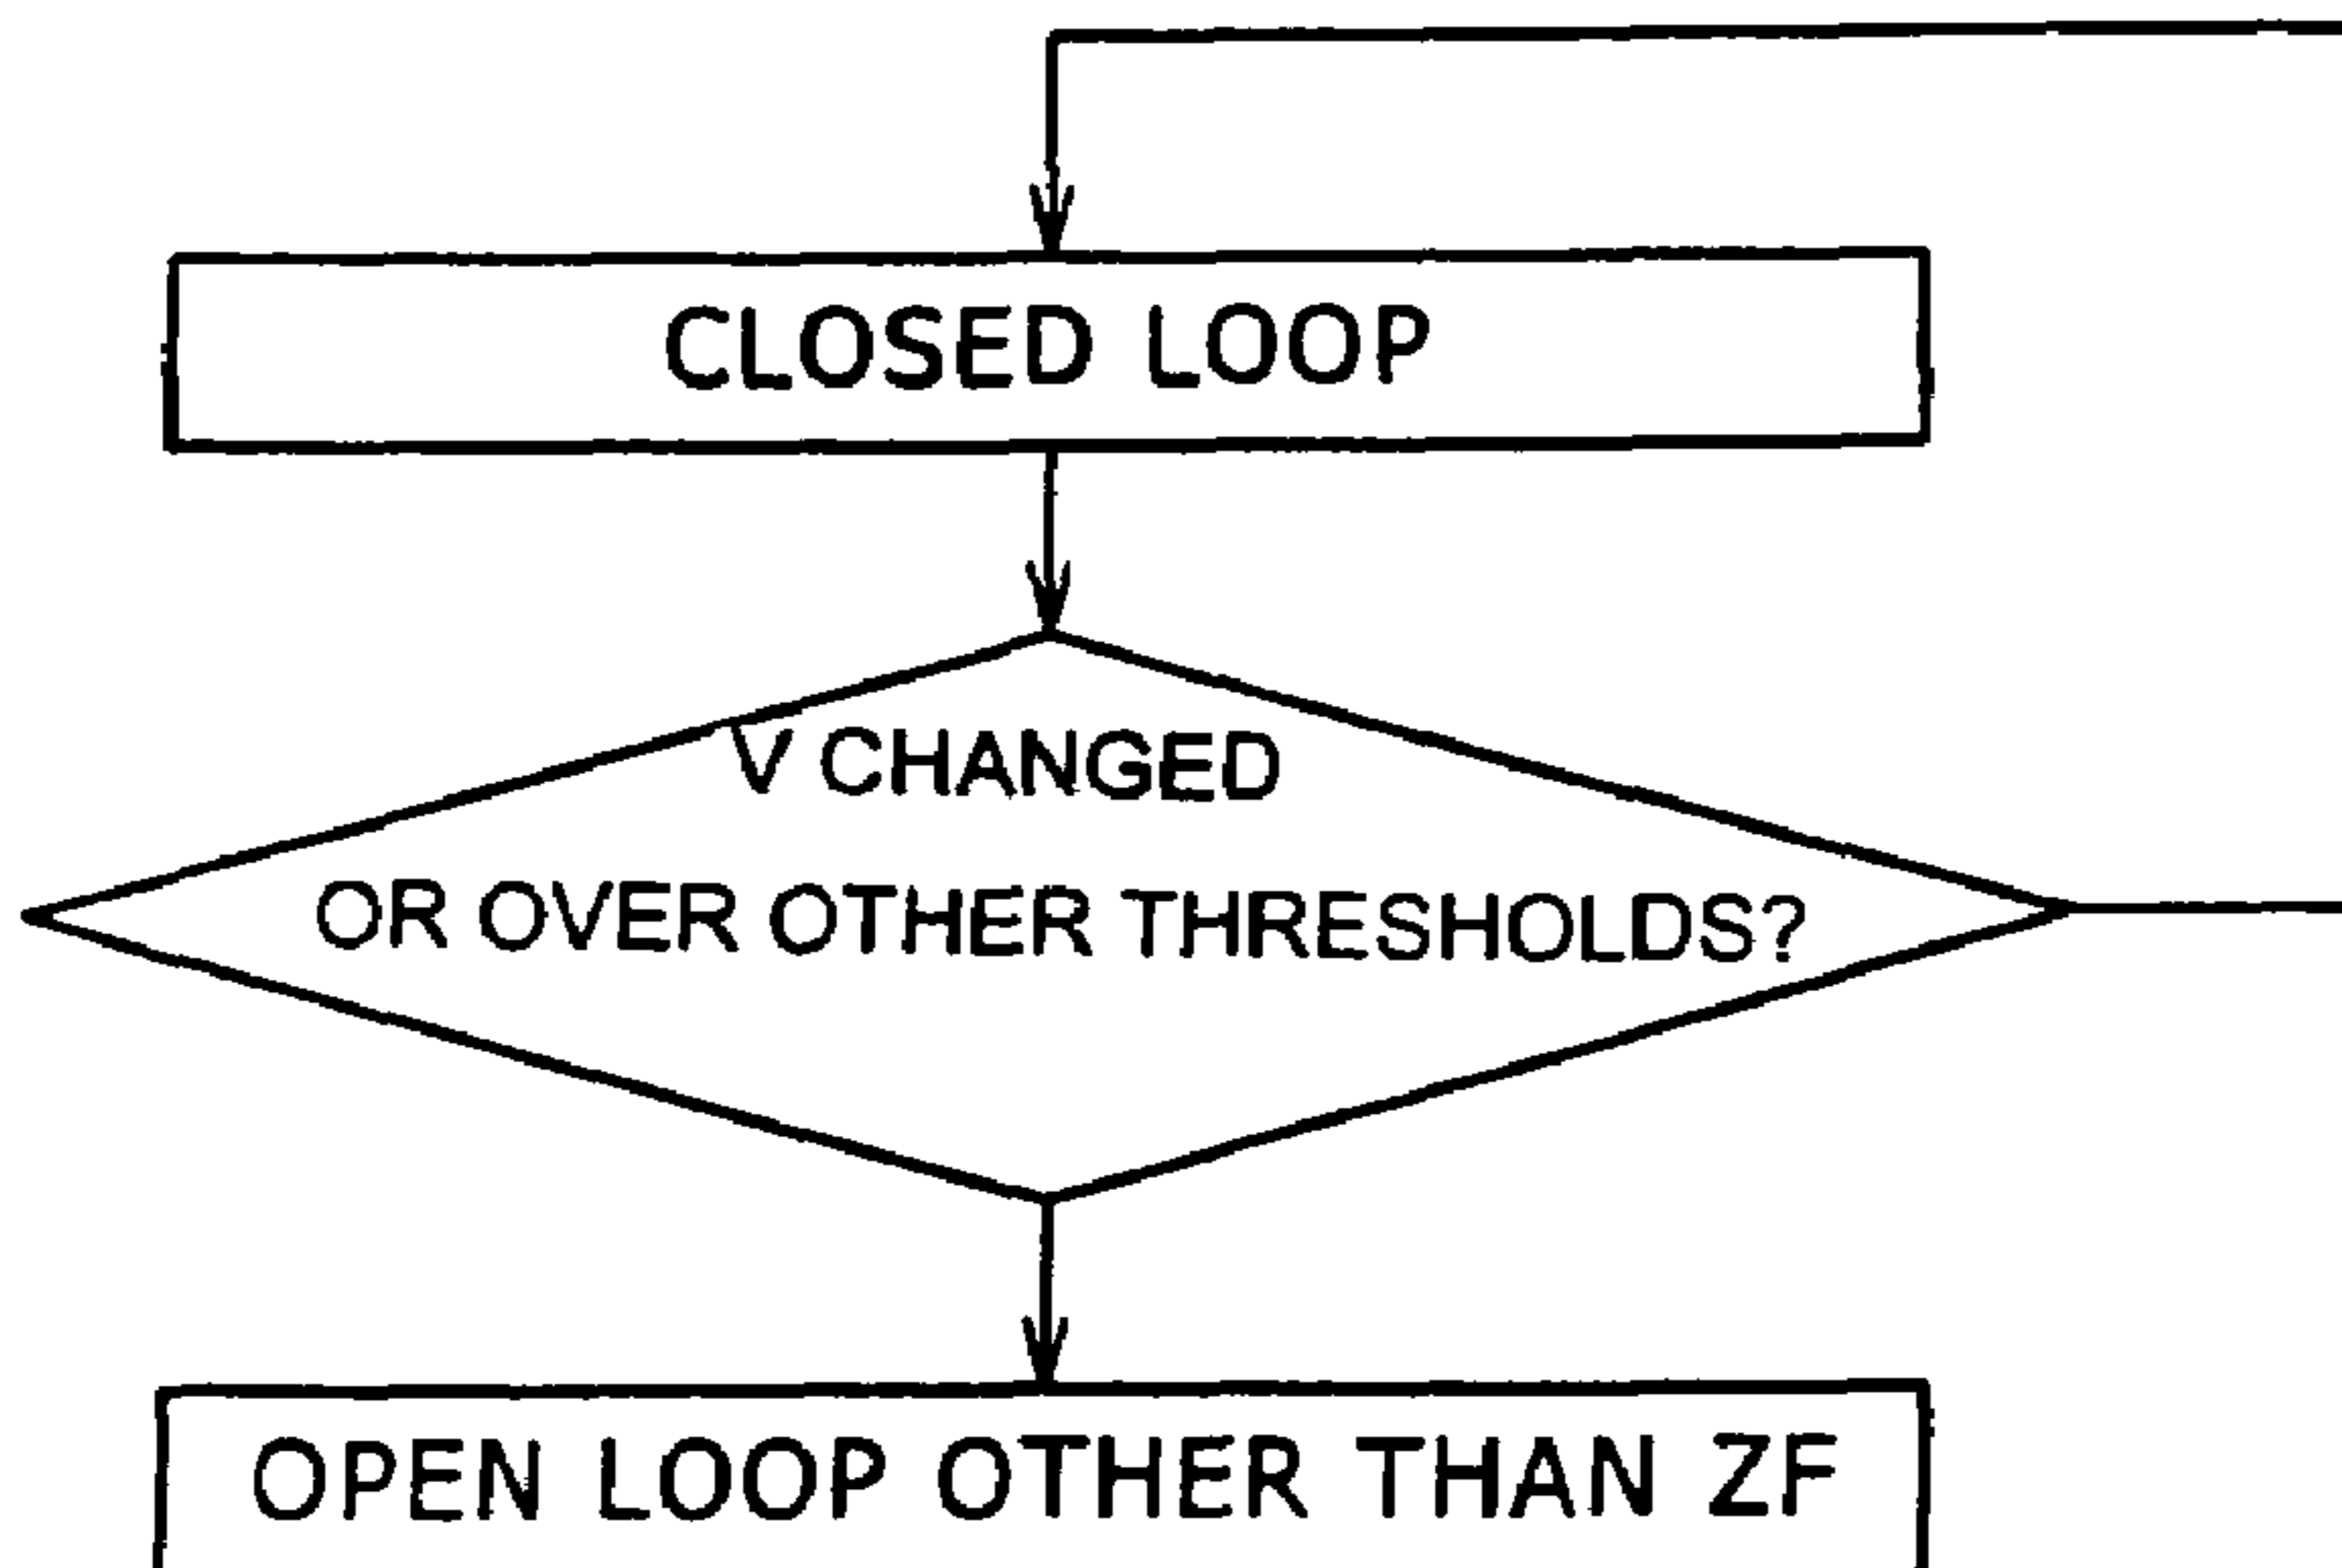 CLOSED LOOP
V CHANGED
OR OVER OTHER THRESHOLDS?
OPEN LOOP OTHER THAN ZF